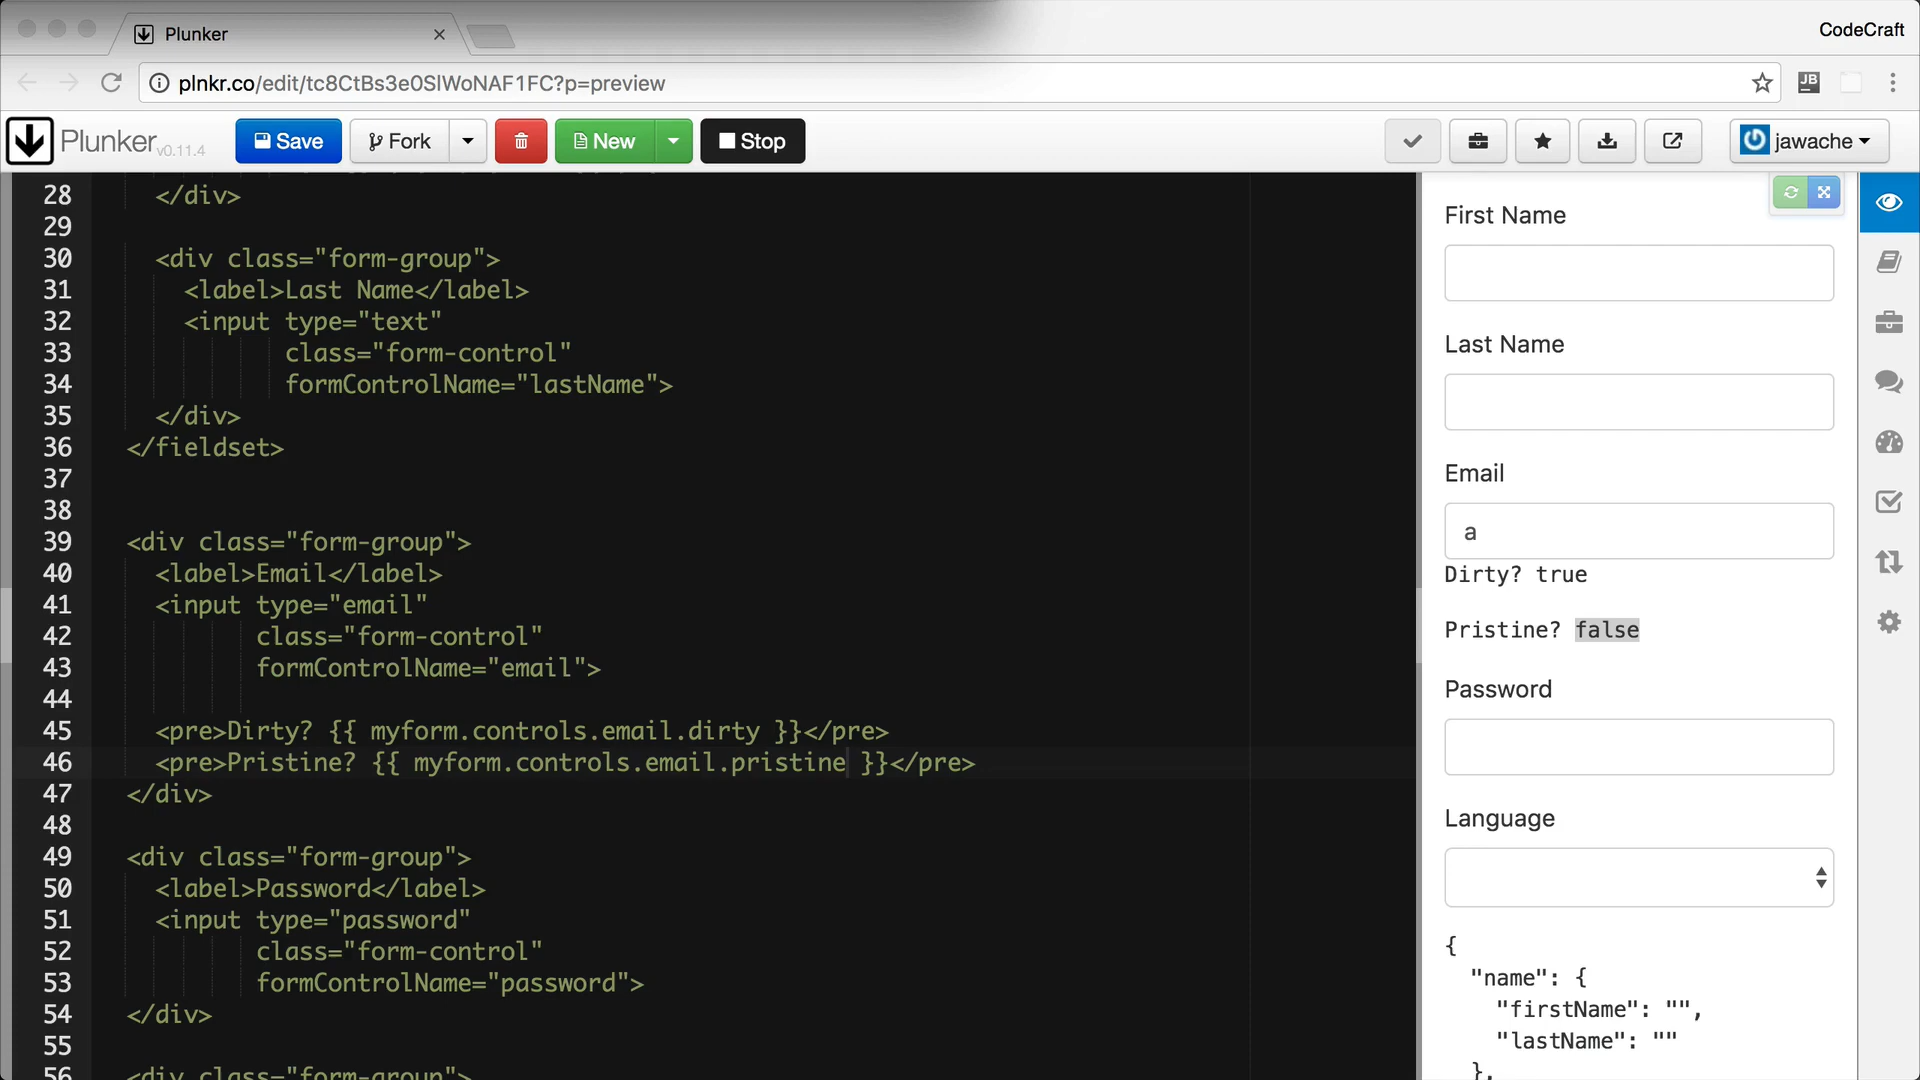 Plunker
CodeCraft
plnkr.co/edit/tc8CtBs3e0SlWoNAF1FC?p=preview
JB
Plunker v0.11.4
Save
Fork
New
Stop
jawache
28 </div>
29
30 <div class="form-group">
31 <label>Last Name</label>
32 <input type="text"
33 class="form-control"
34 formControlName="lastName">
35 </div>
36 </fieldset>
37
38
39 <div class="form-group">
40 <label>Email</label>
41 <input type="email"
42 class="form-control"
43 formControlName="email">
44
45 <pre>Dirty? {{ myform.controls.email.dirty }}</pre>
46 <pre>Pristine? {{ myform.controls.email.pristine }}</pre>
47 </div>
48
49 <div class="form-group">
50 <label>Password</label>
51 <input type="password"
52 class="form-control"
53 formControlName="password">
54 </div>
55
56 <div class="form-group">
First Name
Last Name
Email
a
Dirty? true
Pristine? false
Password
Language
{
"name": {
"firstName": "",
"lastName": ""
},